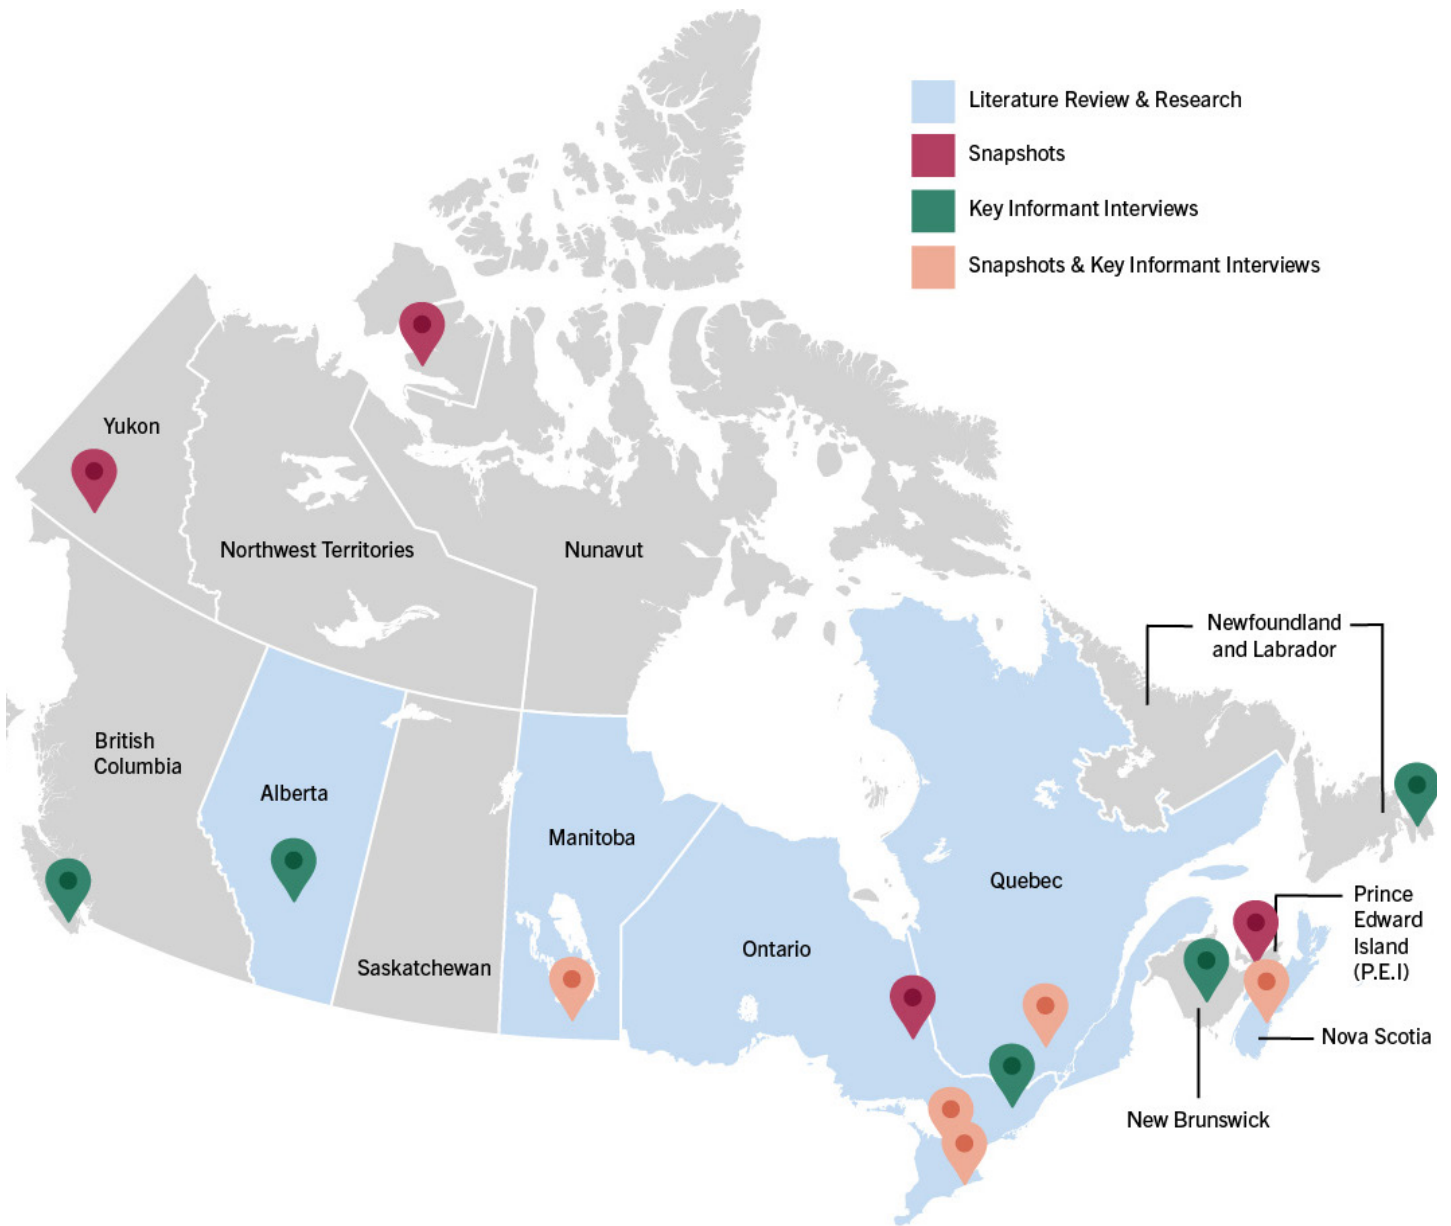 Literature Review & Research
Snapshots
Key Informant Interviews
Snapshots & Key Informant Interviews
Yukon
Northwest Territories
Nunavut
Newfoundland
and Labrador
British
Columbia
Alberta
Manitoba
Quebec
Prince
Edward
Island
(P.E.I)
Ontario
Saskatchewan
Nova Scotia
New Brunswick